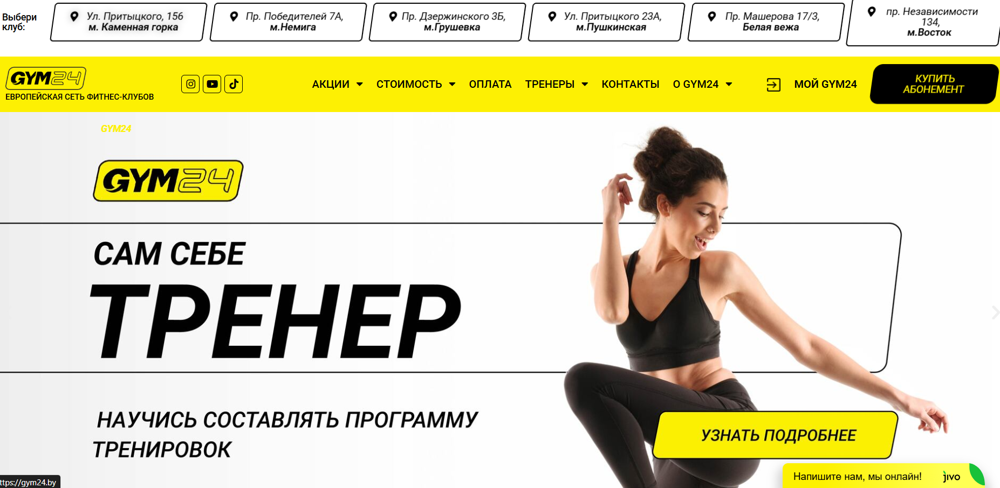 Выбери
клуб:
Ул. Притыцкого, 156
м. Каменная горка
Пр. Победителей 7А,
м.Немига
Пр. Дзержинского 3Б,
м.Грушевка
Ул. Притыцкого 23А,
м.Пушкинская
Пр. Машерова 17/3,
Белая вежа
пр. Независимости
134,
м.Восток
GYM24
ЕВРОПЕЙСКАЯ СЕТЬ ФИТНЕС-КЛУБОВ
АКЦИИ
СТОИМОСТЬ
ОПЛАТА
ТРЕНЕРЫ
КОНТАКТЫ
О GYM24
МОЙ GYM24
КУПИТЬ
АБОНЕМЕНТ
GYM24
GYM24
САМ СЕБЕ
ТРЕНЕР
НАУЧИСЬ СОСТАВЛЯТЬ ПРОГРАММУ
ТРЕНИРОВОК
УЗНАТЬ ПОДРОБНЕЕ
Напишите нам, мы онлайн!
jivo
ttps://gym24.by